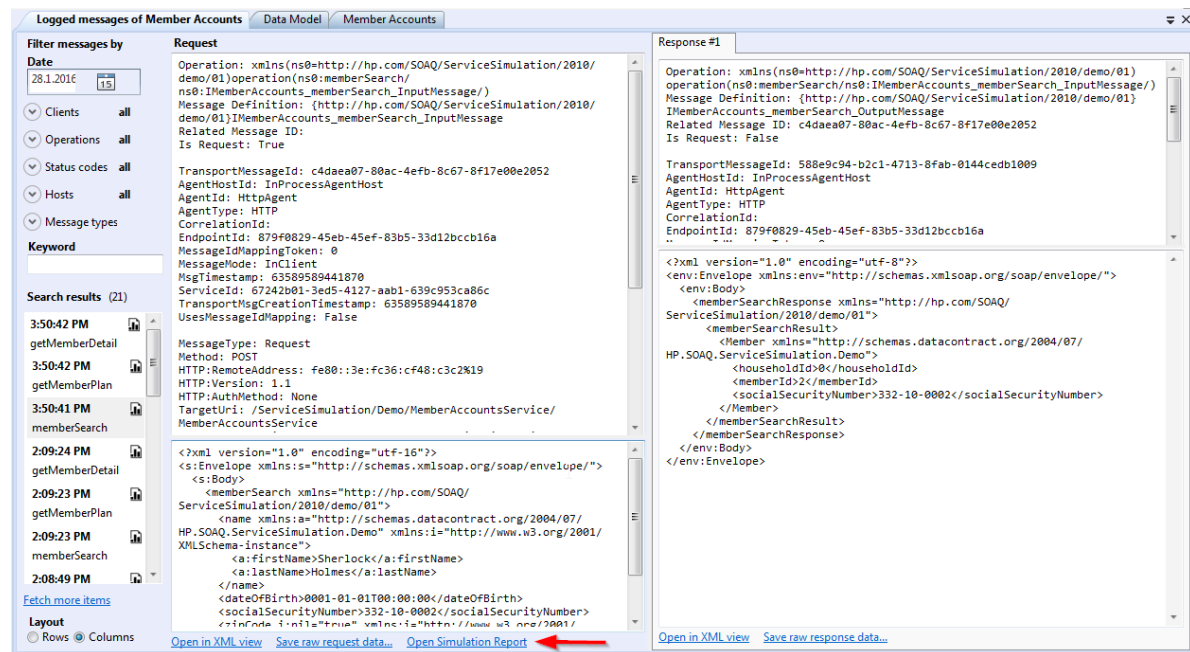 Logged messages of Member Accounts
Data Model
Member Accounts
Filter messages by
Date
28.1.2016
15
Clients all
Operations all
Status codes all
Hosts all
Message types
Keyword
Search results (21)
3:50:42 PM
getMemberDetail
3:50:42 PM
getMemberPlan
3:50:41 PM
memberSearch
2:09:24 PM
getMemberDetail
2:09:23 PM
getMemberPlan
2:09:23 PM
memberSearch
2:08:49 PM
Fetch more items
Layout
Rows Columns
Request
Operation: xmlns(ns0=http://hp.com/SOAQ/ServiceSimulation/2010/
demo/01)operation(ns0:memberSearch/
ns0:IMemberAccounts_memberSearch_InputMessage/)
Message Definition: {http://hp.com/SOAQ/ServiceSimulation/2010/
demo/01}IMemberAccounts_memberSearch_InputMessage
Related Message ID:
Is Request: True
TransportMessageId: c4daea07-80ac-4efb-8c67-8f17e00e2052
AgentHostId: InProcessAgentHost
AgentId: HttpAgent
AgentType: HTTP
CorrelationId:
EndpointId: 879f0829-45eb-45ef-83b5-33d12bccb16a
MessageIdMappingToken: 0
MessageMode: InClient
MsgTimestamp: 63589589441870
ServiceId: 67242b01-3ed5-4127-aab1-639c953ca86c
TransportMsgCreationTimestamp: 63589589441870
UsesMessageIdMapping: False
MessageType: Request
Method: POST
HTTP:RemoteAddress: fe80::3e:fc36:cf48:c3c2%19
HTTP:Version: 1.1
HTTP:AuthMethod: None
TargetUri: /ServiceSimulation/Demo/MemberAccountsService/
MemberAccountsService
<?xml version="1.0" encoding="utf-16"?>
<s:Envelope xmlns:s="http://schemas.xmlsoap.org/soap/envelope/">
<s:Body>
<memberSearch xmlns="http://hp.com/SOAQ/
ServiceSimulation/2010/demo/01">
<name xmlns:a="http://schemas.datacontract.org/2004/07/
HP.SOAQ.ServiceSimulation.Demo" xmlns:i="http://www.w3.org/2001/
XMLSchema-instance">
<a:firstName>Sherlock</a:firstName>
<a:lastName>Holmes</a:lastName>
</name>
<dateOfBirth>0001-01-01T00:00:00</dateOfBirth>
<socialSecurityNumber>332-10-0002</socialSecurityNumber>
<zipCode i:nil="true" xmlns:i="http://www.w3.org/2001/
Open in XML view Save raw request data... Open Simulation Report
Response #1
Operation: xmlns(ns0=http://hp.com/SOAQ/ServiceSimulation/2010/demo/01)
operation(ns0:memberSearch/ns0:IMemberAccounts_memberSearch_InputMessage/)
Message Definition: {http://hp.com/SOAQ/ServiceSimulation/2010/demo/01}
IMemberAccounts_memberSearch_OutputMessage
Related Message ID: c4daea07-80ac-4efb-8c67-8f17e00e2052
Is Request: False
TransportMessageId: 588e9c94-b2c1-4713-8fab-0144cedb1009
AgentHostId: InProcessAgentHost
AgentId: HttpAgent
AgentType: HTTP
CorrelationId:
EndpointId: 879f0829-45eb-45ef-83b5-33d12bccb16a
<?xml version="1.0" encoding="utf-8"?>
<env:Envelope xmlns:env="http://schemas.xmlsoap.org/soap/envelope/">
<env:Body>
<memberSearchResponse xmlns="http://hp.com/SOAQ/
ServiceSimulation/2010/demo/01">
<memberSearchResult>
<Member xmlns="http://schemas.datacontract.org/2004/07/
HP.SOAQ.ServiceSimulation.Demo">
<householdId>0</householdId>
<memberId>2</memberId>
<socialSecurityNumber>332-10-0002</socialSecurityNumber>
</Member>
</memberSearchResult>
</memberSearchResponse>
</env:Body>
</env:Envelope>
Open in XML view Save raw response data...